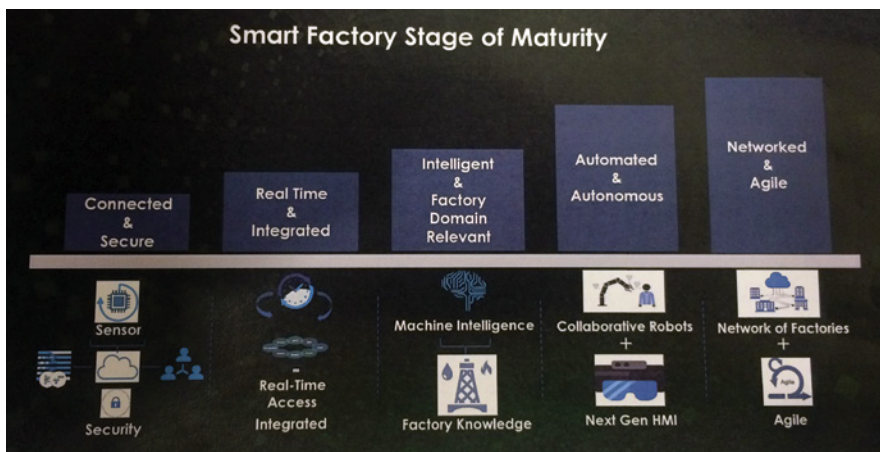 Smart Factory Stage of Maturity
Connected
&
Secure
Real Time
&
Integrated
Intelligent
&
Factory
Domain
Relevant
Automated
&
Autonomous
Networked
&
Agile
Sensor
Security
-
Real-Time
Access
Integrated
Machine Intelligence
Factory Knowledge
Collaborative Robots
+
Next Gen HMI
Network of Factories
+
Agile
Agile